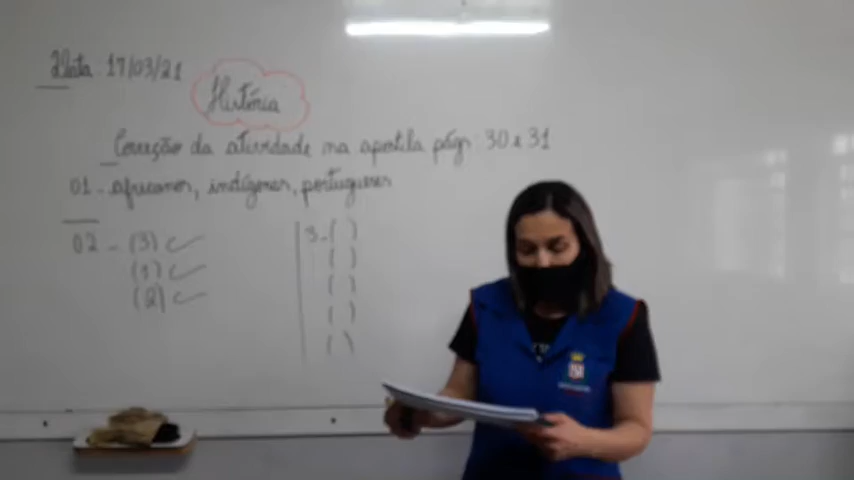 Data 17/03/21
História
Correção da atividade na apostila pág: 30 e 31
01 - africanos, indígenas, portugueses
02 - (3) ✓
(1) ✓
(2) ✓
3 - ( )
( )
( )
( )
( )